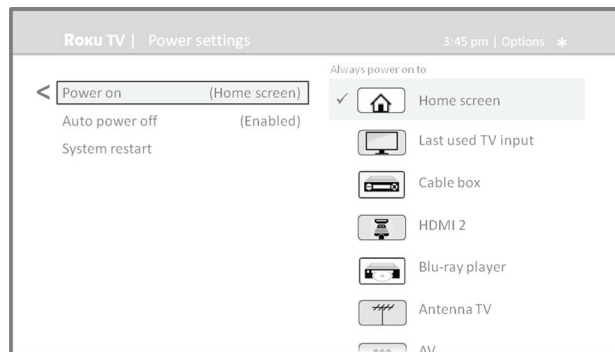 Roku TV | Power settings
3:45 pm | Options ✱
Always power on to
< Power on (Home screen)
Auto power off (Enabled)
System restart
✓ Home screen
Last used TV input
Cable box
HDMI 2
Blu-ray player
Antenna TV
AV